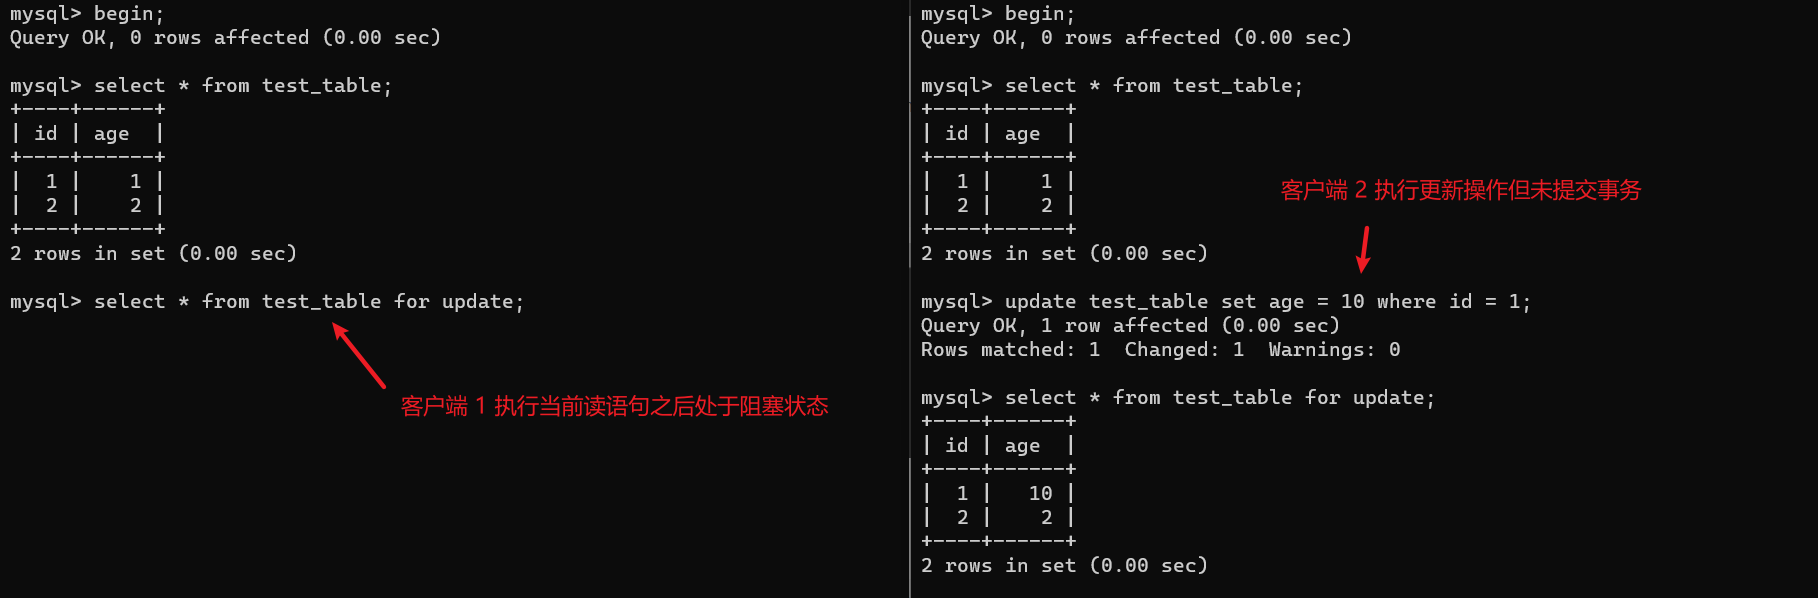 mysql> begin;
Query OK, 0 rows affected (0.00 sec)
mysql> select * from test_table;
+----+------+
| id | age  |
+----+------+
|  1 |    1 |
|  2 |    2 |
+----+------+
2 rows in set (0.00 sec)
mysql> select * from test_table for update;
客户端 1 执行当前读语句之后处于阻塞状态
mysql> begin;
Query OK, 0 rows affected (0.00 sec)
mysql> select * from test_table;
+----+------+
| id | age  |
+----+------+
|  1 |    1 |
|  2 |    2 |
+----+------+
2 rows in set (0.00 sec)
客户端 2 执行更新操作但未提交事务
mysql> update test_table set age = 10 where id = 1;
Query OK, 1 row affected (0.00 sec)
Rows matched: 1  Changed: 1  Warnings: 0
mysql> select * from test_table for update;
+----+------+
| id | age  |
+----+------+
|  1 |   10 |
|  2 |    2 |
+----+------+
2 rows in set (0.00 sec)